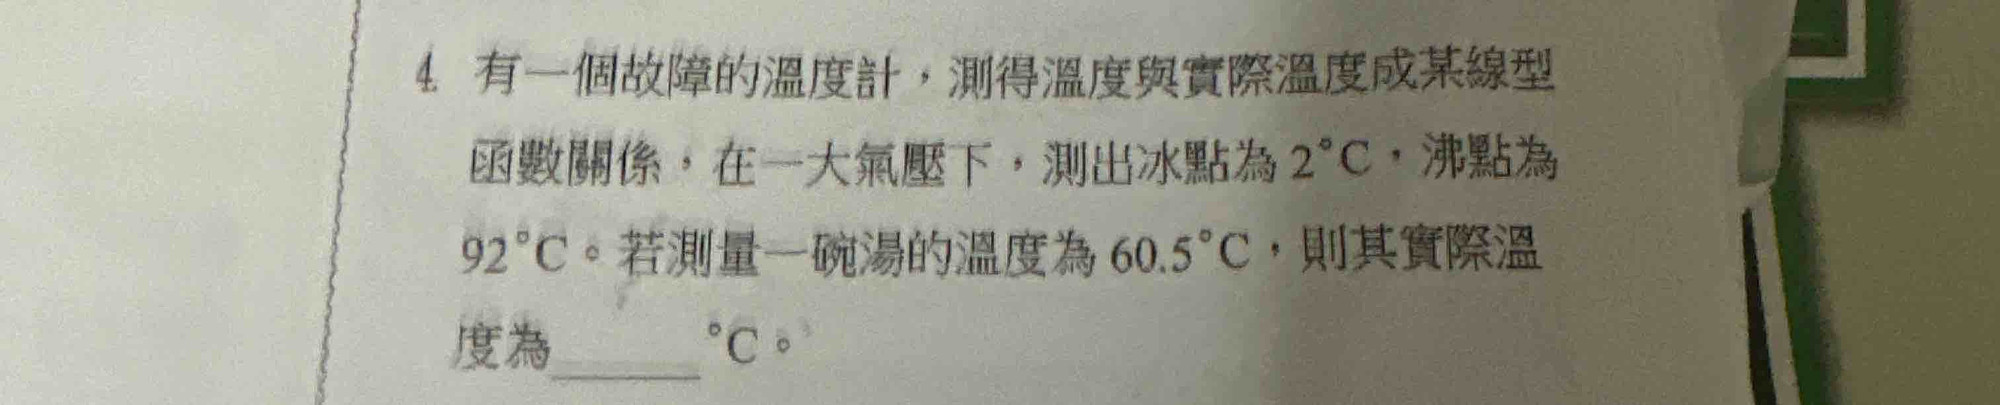 4. 有一個故障的溫度計，測得溫度與實際溫度成某線型
函數關係，在一大氣壓下，測出冰點為 2°C，沸點為
92°C。若測量一碗湯的溫度為 60.5°C，則其實際溫
度為______°C。